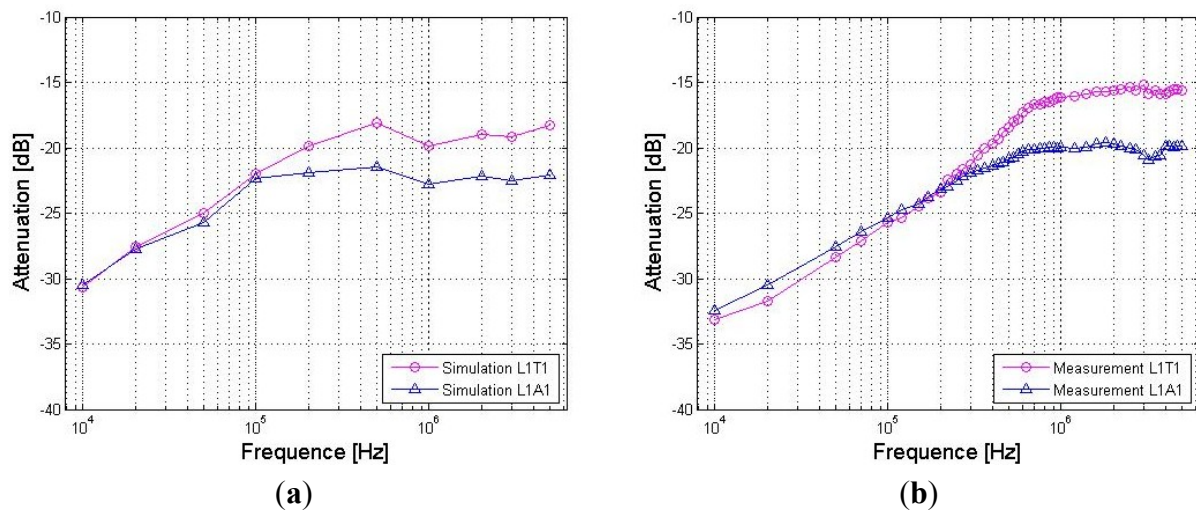 -10
-15
-20
-25
-30
-35
-40
Attenuation [dB]
10^4
10^5
10^6
Frequence [Hz]
Simulation L1T1
Simulation L1A1
(a)
-10
-15
-20
-25
-30
-35
-40
Attenuation [dB]
10^4
10^5
10^6
Frequence [Hz]
Measurement L1T1
Measurement L1A1
(b)